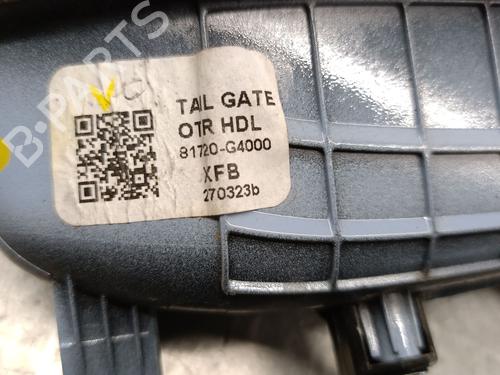 B-PARTS
TAIL GATE
OTR HDL
81720-G4000
XFB
270323b